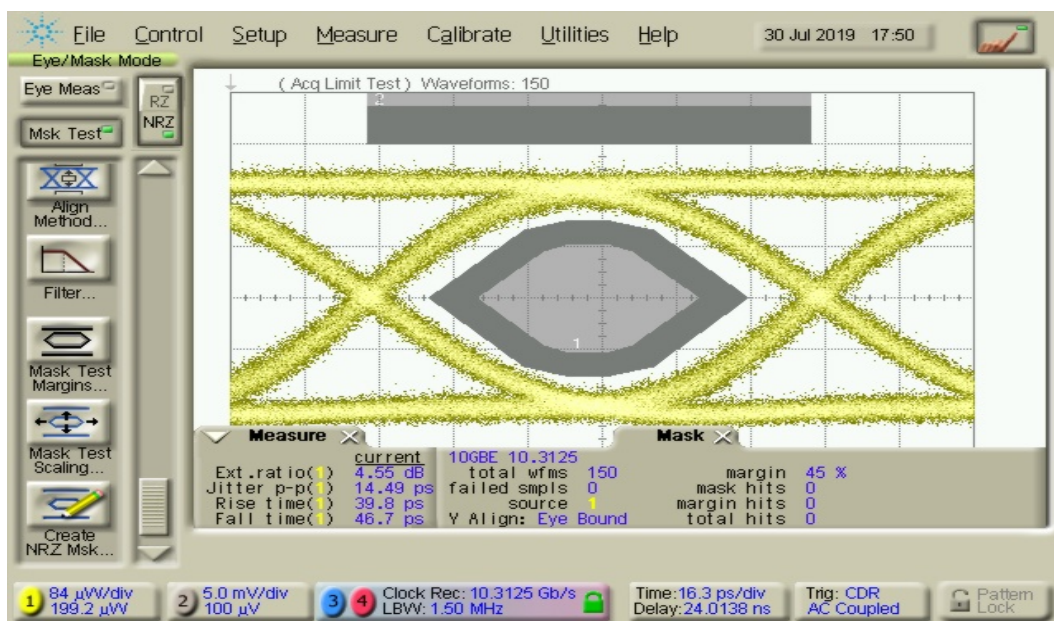 File Control Setup Measure Calibrate Utilities Help 30 Jul 2019 17:50
Eye/Mask Mode
Eye Meas
RZ
NRZ
Msk Test
Align
Method...
Filter...
Mask Test
Margins...
Mask Test
Scaling...
Create
NRZ Msk...
( Acq Limit Test ) Waveforms: 150
2
1
Measure
current
Ext.ratio(1) 4.55 dB
Jitter p-p(1) 14.49 ps
Rise time(1) 39.8 ps
Fall time(1) 46.7 ps
Mask
10GBE 10.3125
total wfms 150 margin 45 %
failed smpls 0 mask hits 0
source 1 margin hits 0
Y Align: Eye Bound total hits 0
1 84 µW/div
199.2 µW
2 5.0 mV/div
100 µV
3 4 Clock Rec: 10.3125 Gb/s
LBW: 1.50 MHz
Time:16.3 ps/div
Delay:24.0138 ns
Trig: CDR
AC Coupled
Pattern
Lock